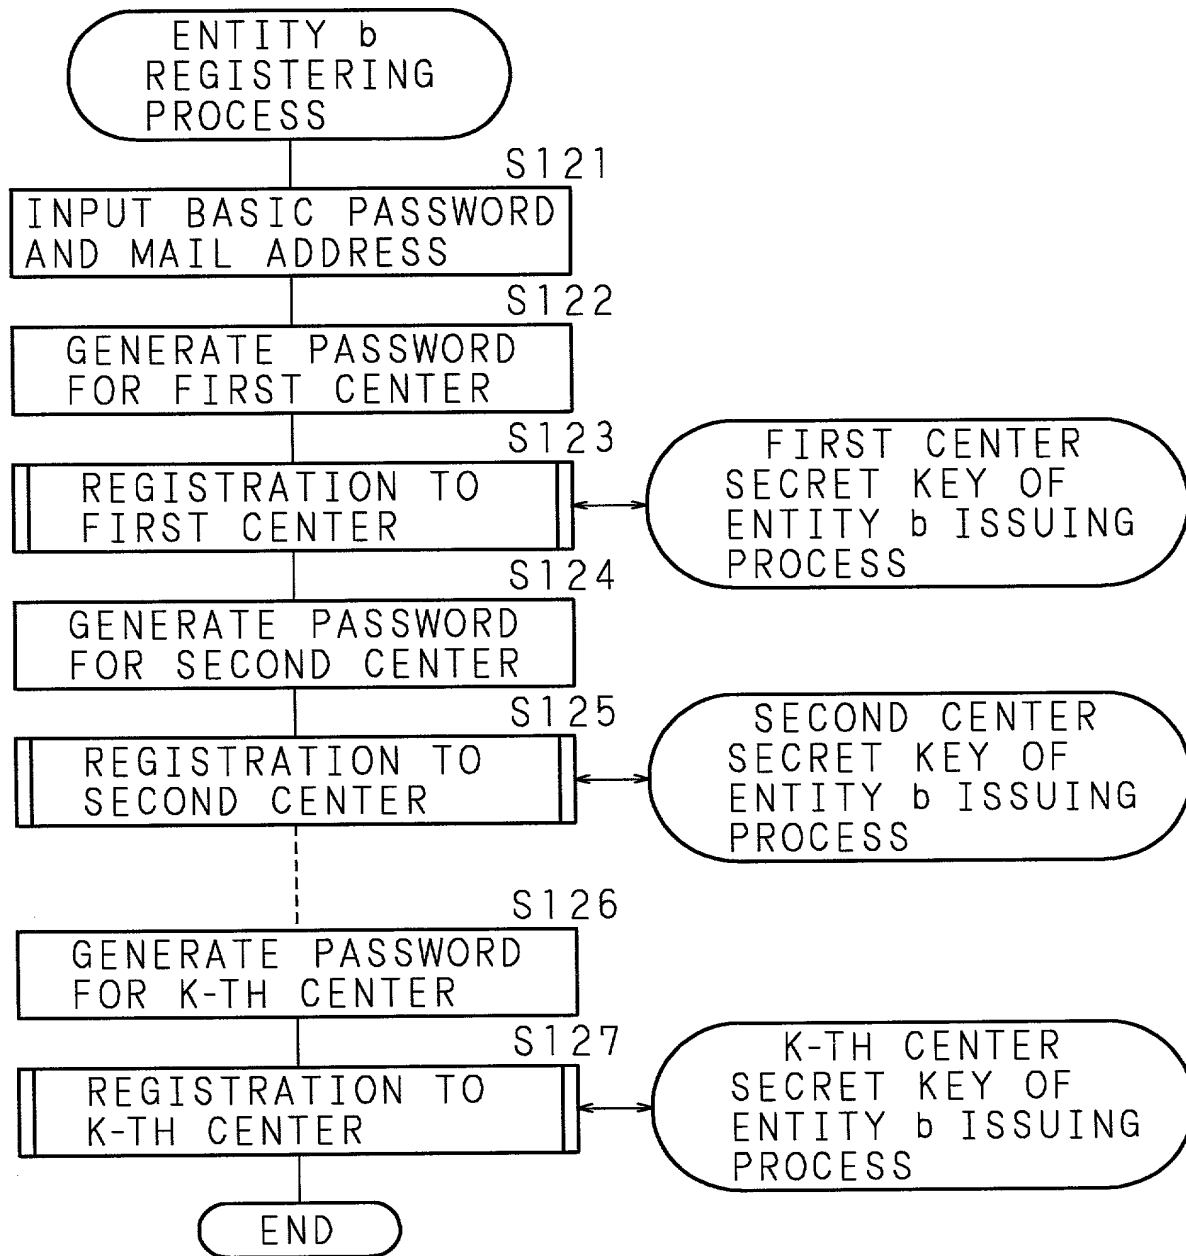 ENTITY b
REGISTERING
PROCESS
S121
INPUT BASIC PASSWORD
AND MAIL ADDRESS
S122
GENERATE PASSWORD
FOR FIRST CENTER
S123
REGISTRATION TO
FIRST CENTER
FIRST CENTER
SECRET KEY OF
ENTITY b ISSUING
PROCESS
S124
GENERATE PASSWORD
FOR SECOND CENTER
S125
REGISTRATION TO
SECOND CENTER
SECOND CENTER
SECRET KEY OF
ENTITY b ISSUING
PROCESS
S126
GENERATE PASSWORD
FOR K-TH CENTER
S127
REGISTRATION TO
K-TH CENTER
K-TH CENTER
SECRET KEY OF
ENTITY b ISSUING
PROCESS
END